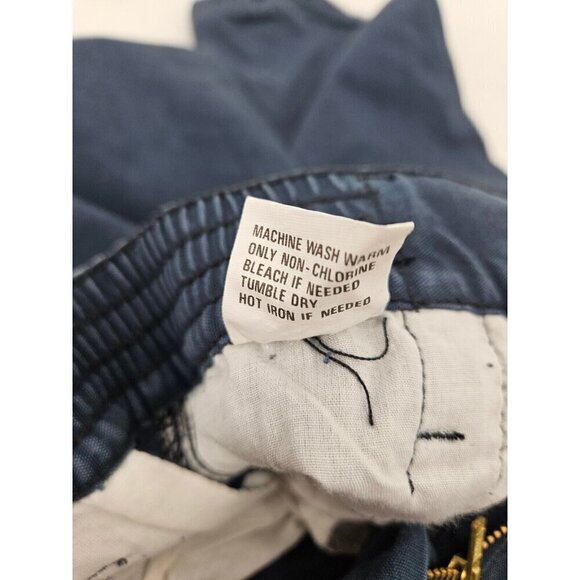 MACHINE WASH WARM
ONLY NON-CHLORINE
BLEACH IF NEEDED
TUMBLE DRY
HOT IRON IF NEEDED